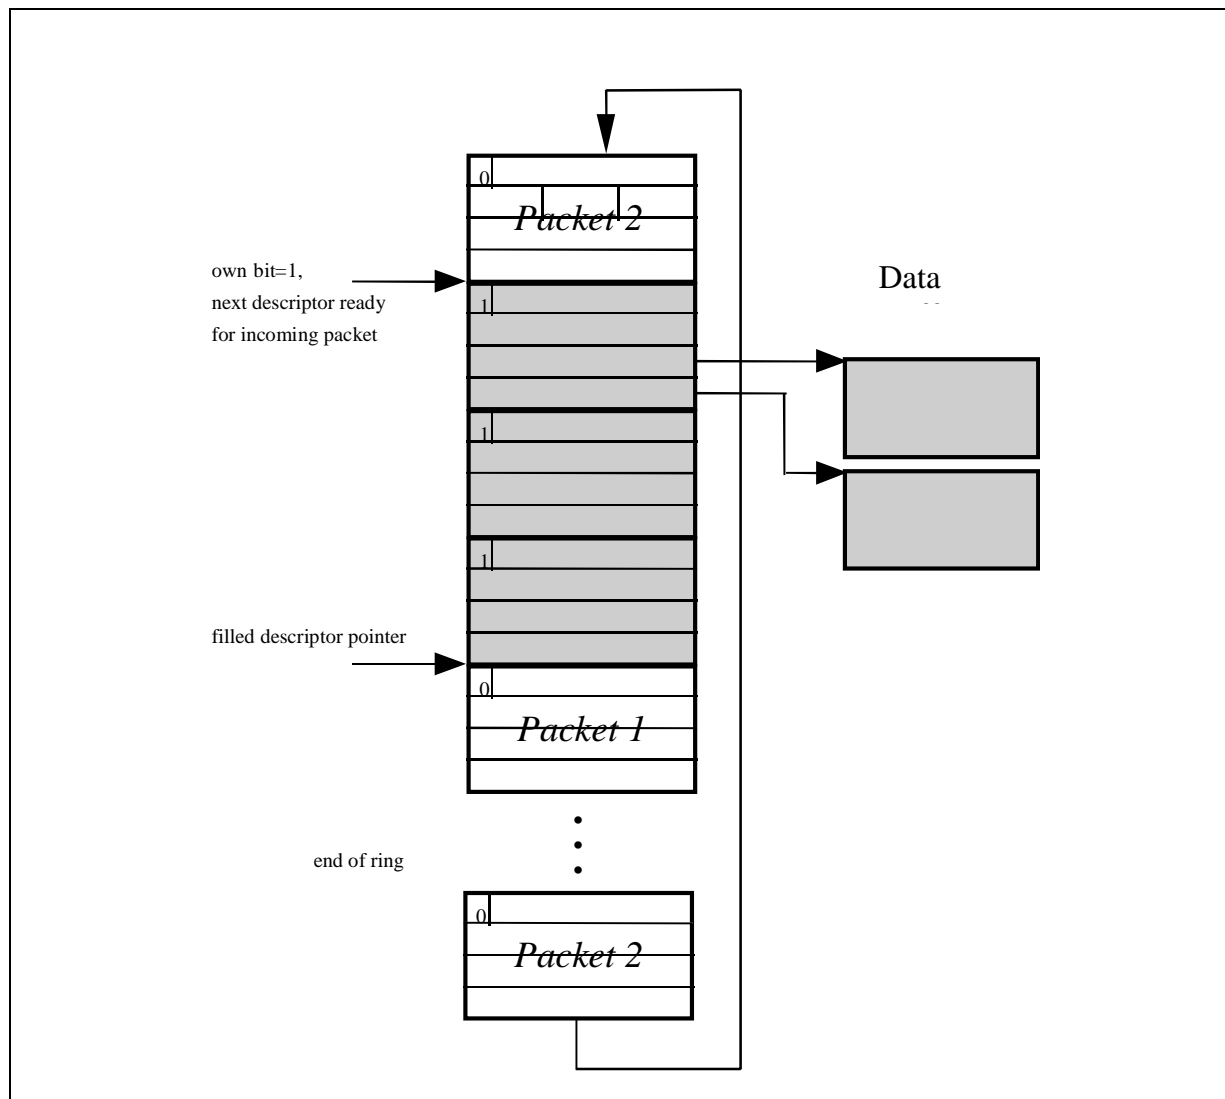 0
Packet 2
own bit=1,
next descriptor ready
for incoming packet
Data
1
1
1
filled descriptor pointer
0
Packet 1
end of ring
0
Packet 2